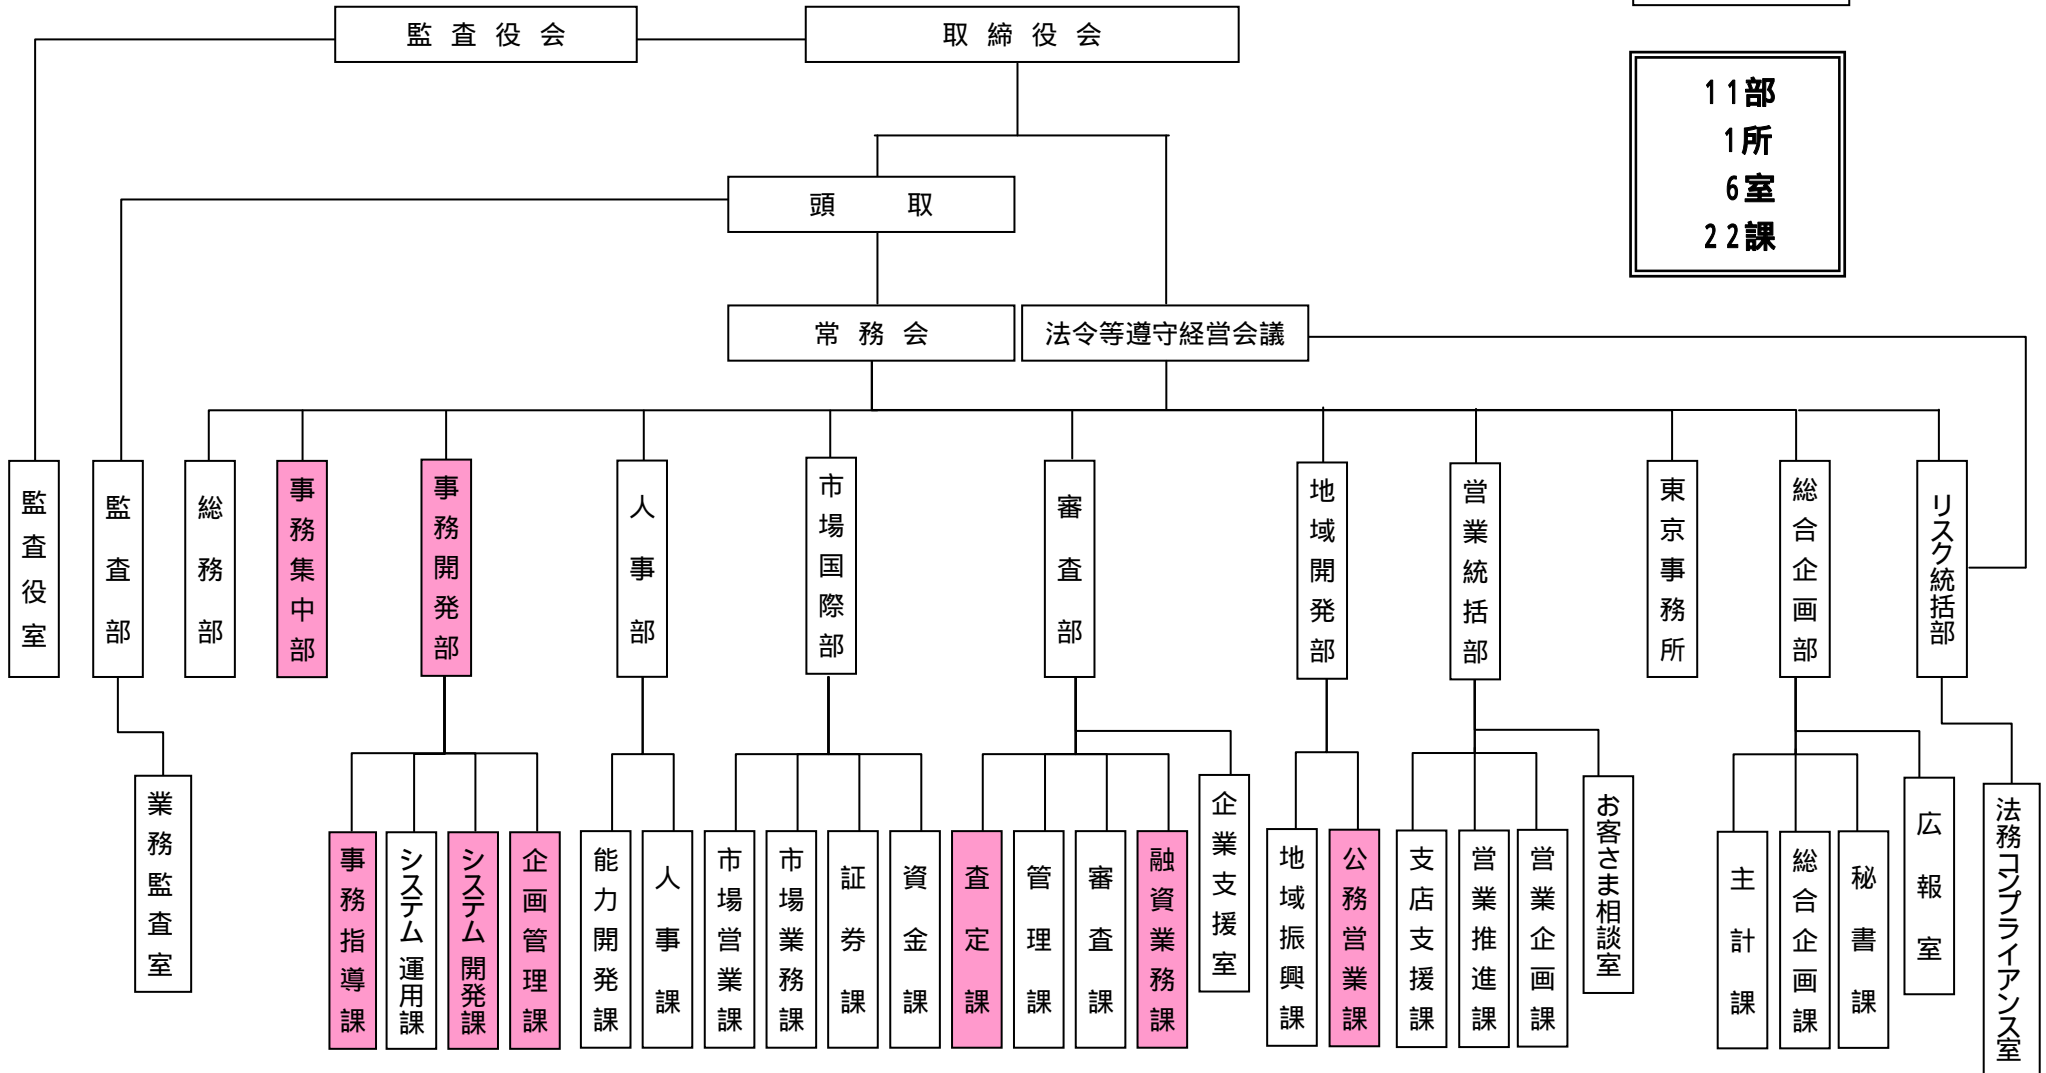 監査役会
取締役会
11部
1所
6室
22課
頭取
常務会
法令等遵守経営会議
監査役室
監査部
総務部
事務集中部
事務開発部
人事部
市場国際部
審査部
地域開発部
営業統括部
東京事務所
総合企画部
リスク統括部
業務監査室
事務指導課
システム運用課
システム開発課
企画管理課
能力開発課
人事課
市場営業課
市場業務課
証券課
資金課
査定課
管理課
審査課
融資業務課
企業支援室
地域振興課
公務営業課
支店支援課
営業推進課
営業企画課
お客さま相談室
主計課
総合企画課
秘書課
広報室
法務コンプライアンス室